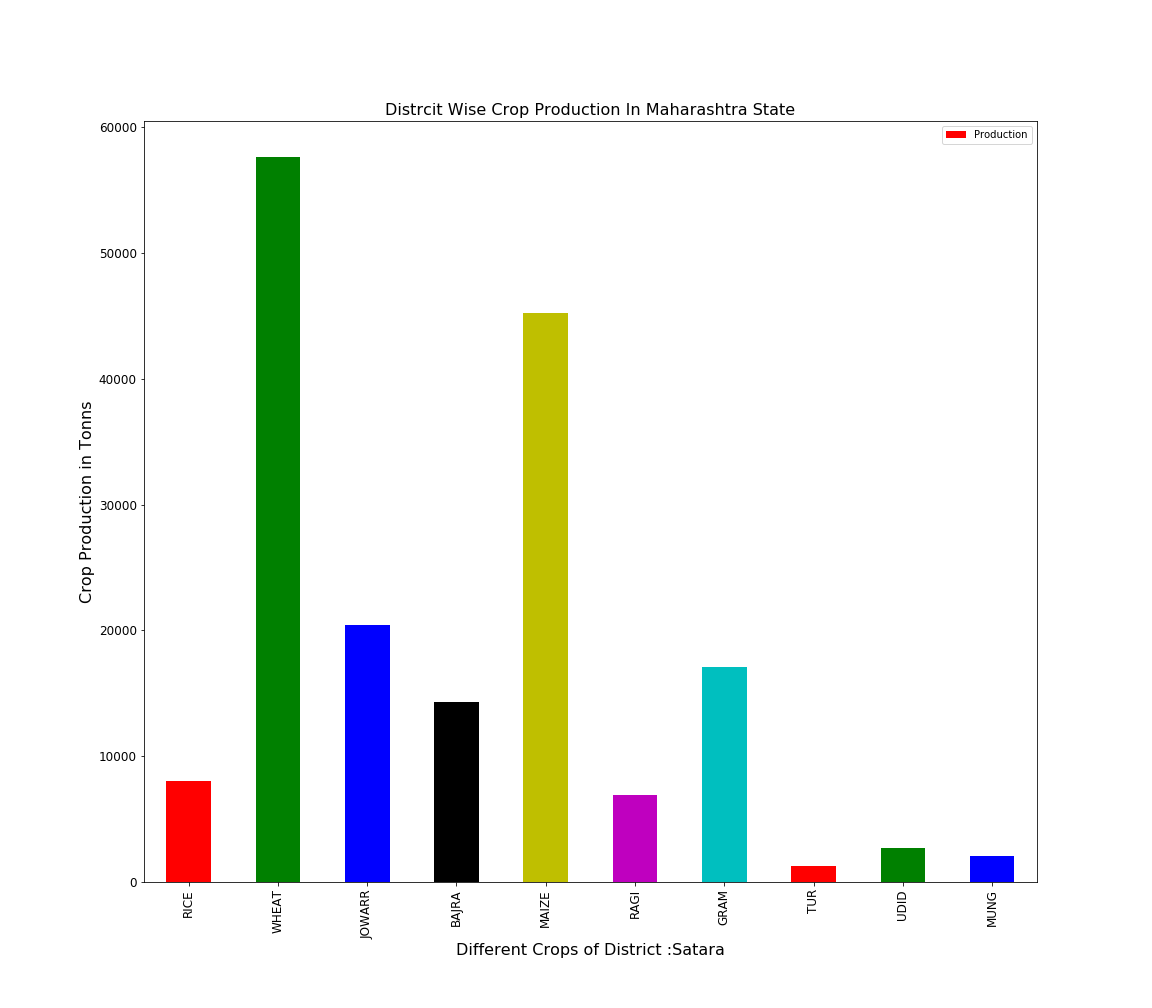 Distrcit Wise Crop Production In Maharashtra State
Production
60000
50000
40000
30000
20000
10000
0
Crop Production in Tonns
RICE
WHEAT
JOWARR
BAJRA
MAIZE
RAGI
GRAM
TUR
UDID
MUNG
Different Crops of District :Satara